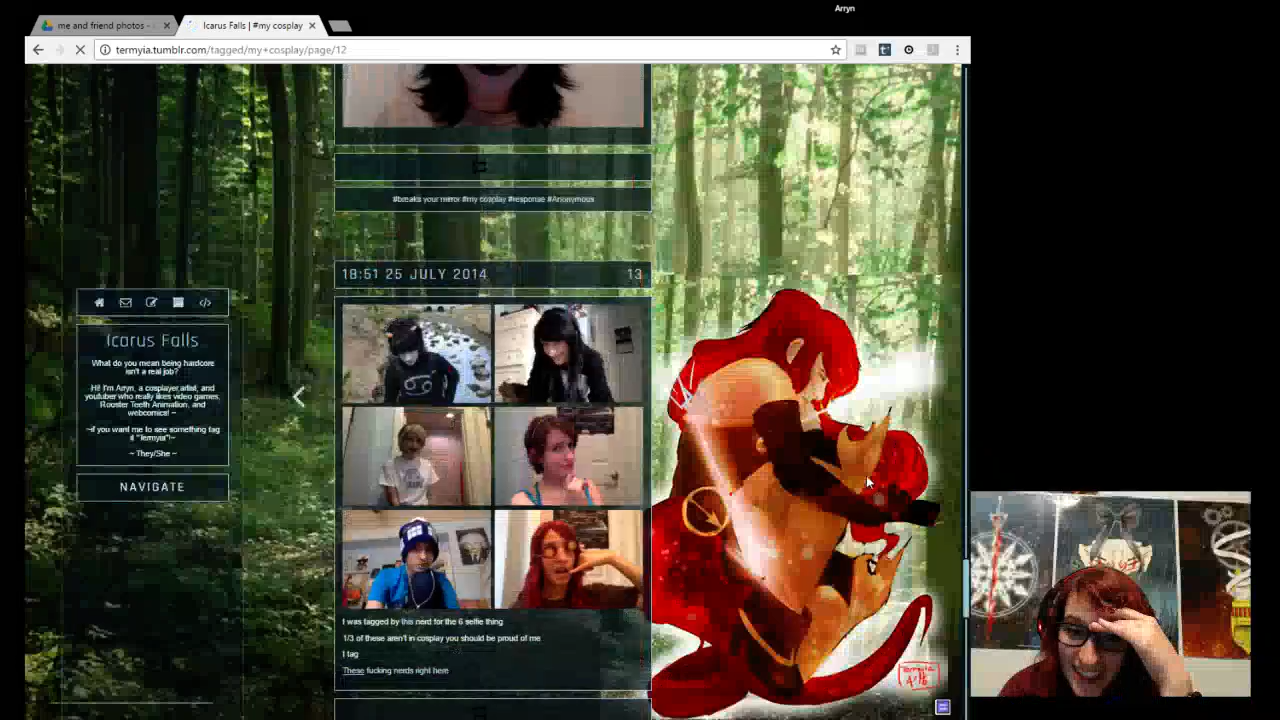 Arryn
me and friend photos -
Icarus Falls | #my cosplay
termyia.tumblr.com/tagged/my+cosplay/page/12
#breaks your mirror #my cosplay #response #Anonymous
18:51 25 JULY 2014
13
Icarus Falls
What do you mean being hardcore
isn't a real job?
Hi! I'm Arryn, a cosplayer,artist, and
youtuber who really likes video games,
Rooster Teeth Animation, and
webcomics! ~
~if you want me to see something tag
it "Termyia"!~
~ They/She ~
NAVIGATE
I was tagged by this nerd for the 6 selfie thing
1/3 of these aren't in cosplay you should be proud of me
I tag
These fucking nerds right here
Termyia